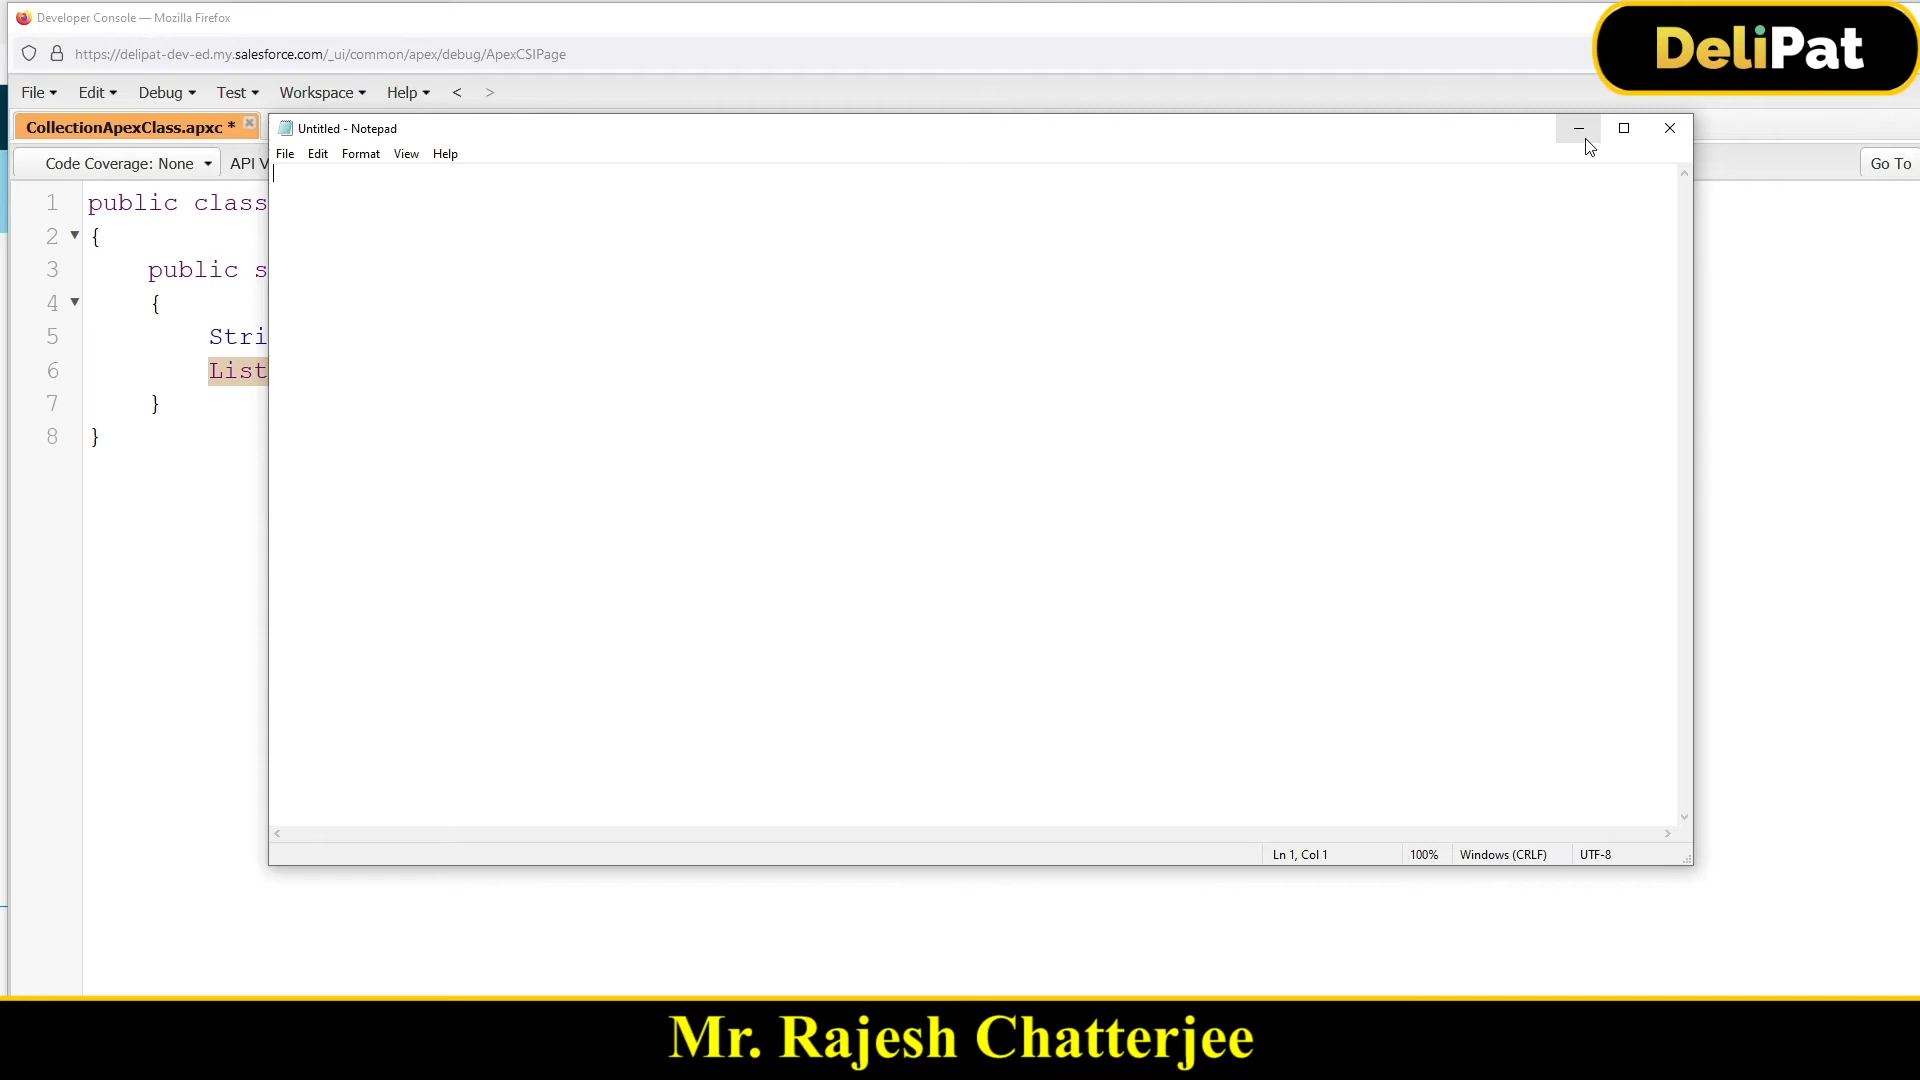 Developer Console — Mozilla Firefox
https://delipat-dev-ed.my.salesforce.com/_ui/common/apex/debug/ApexCSIPage
DeliPat
File Edit Debug Test Workspace Help < >
CollectionApexClass.apxc *
Untitled - Notepad
File Edit Format View Help
Code Coverage: None API V
Go To
1 public class
2 {
3 public s
4 {
5 Stri
6 List
7 }
8 }
Ln 1, Col 1 100% Windows (CRLF) UTF-8
Mr. Rajesh Chatterjee